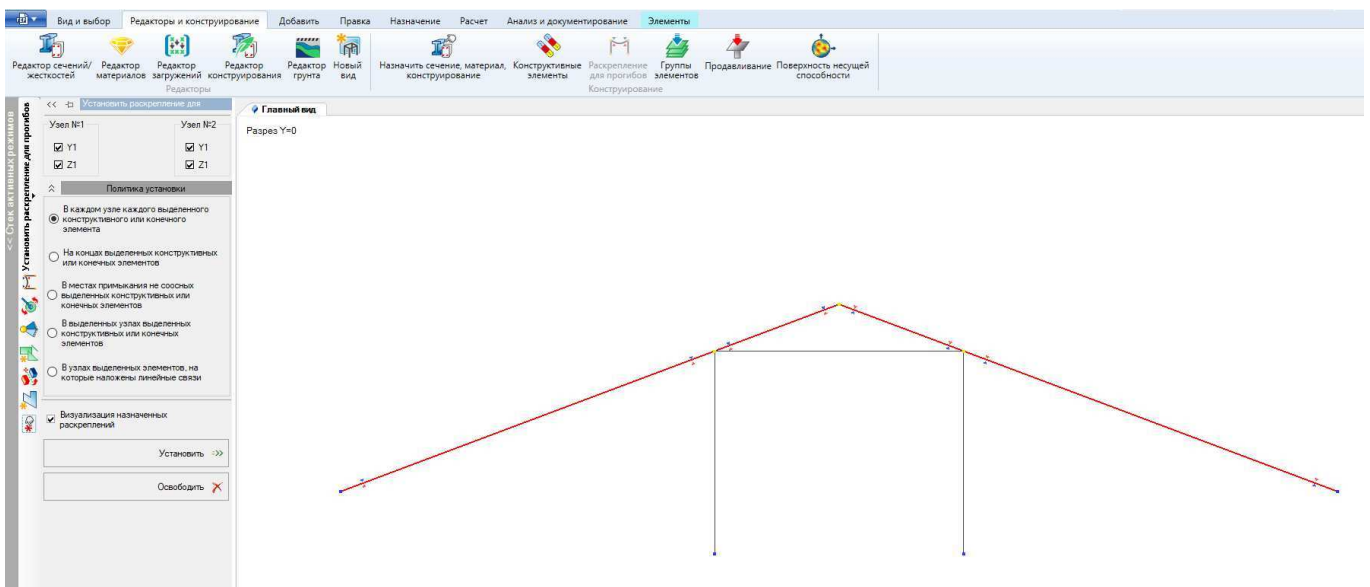 Вид и выбор Редакторы и конструирование Добавить Правка Назначение Расчет Анализ и документирование Элементы
Редактор сечений/ жесткостей
Редактор материалов
Редактор загружений
Редактор конструирования
Редактор грунта
Новый вид
Назначить сечение, материал, конструирование
Конструктивные элементы
Раскрепление для прогибов
Группы элементов
Продавливание
Поверхность несущей способности
Редакторы
Конструирование
<< Стек активных режимов
Установить раскрепление для прогибов
<< Установить раскрепление для
Узел №1 Узел №2
Y1 Y1
Z1 Z1
Политика установки
В каждом узле каждого выделенного
конструктивного или конечного
элемента
На концах выделенных конструктивных
или конечных элементов
В местах примыкания не соосных
выделенных конструктивных или
конечных элементов
В выделенных узлах выделенных
конструктивных или конечных
элементов
В узлах выделенных элементов, на
которые наложены линейные связи
Визуализация назначенных
раскреплений
Установить
Освободить
Главный вид
Разрез Y=0